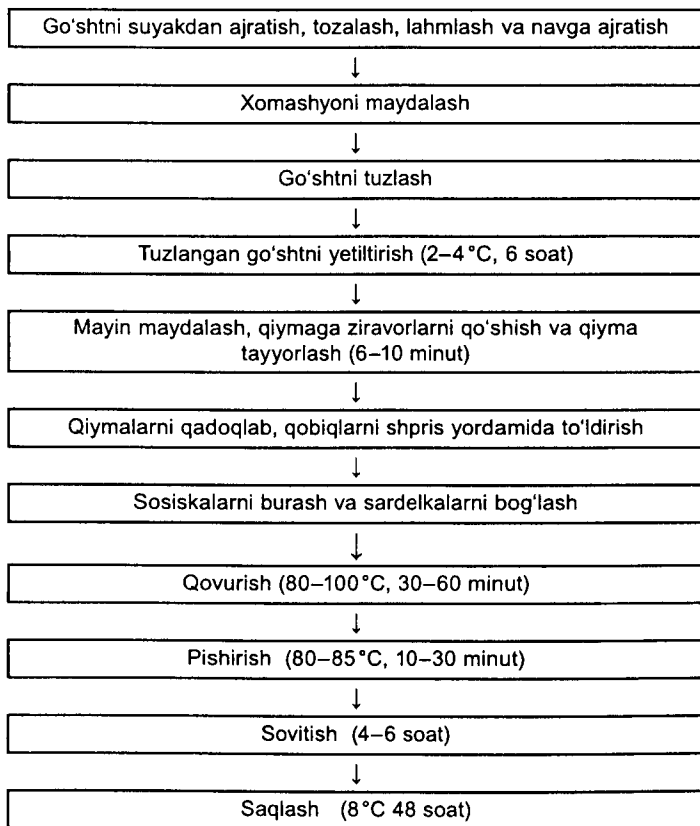 Go‘shtni suyakdan ajratish, tozalash, lahmlash va navga ajratish
↓
Xomashyoni maydalash
↓
Go‘shtni tuzlash
↓
Tuzlangan go‘shtni yetiltirish (2–4 °C, 6 soat)
↓
Mayin maydalash, qiymaga ziravorlarni qo‘shish va qiyma
tayyorlash (6–10 minut)
↓
Qiymalarni qadoqlab, qobiqlarni shpris yordamida to‘ldirish
↓
Sosiskalarni burash va sardelkalarni bog‘lash
↓
Qovurish (80–100 °C, 30–60 minut)
↓
Pishirish (80–85 °C, 10–30 minut)
↓
Sovitish (4–6 soat)
↓
Saqlash (8 °C 48 soat)